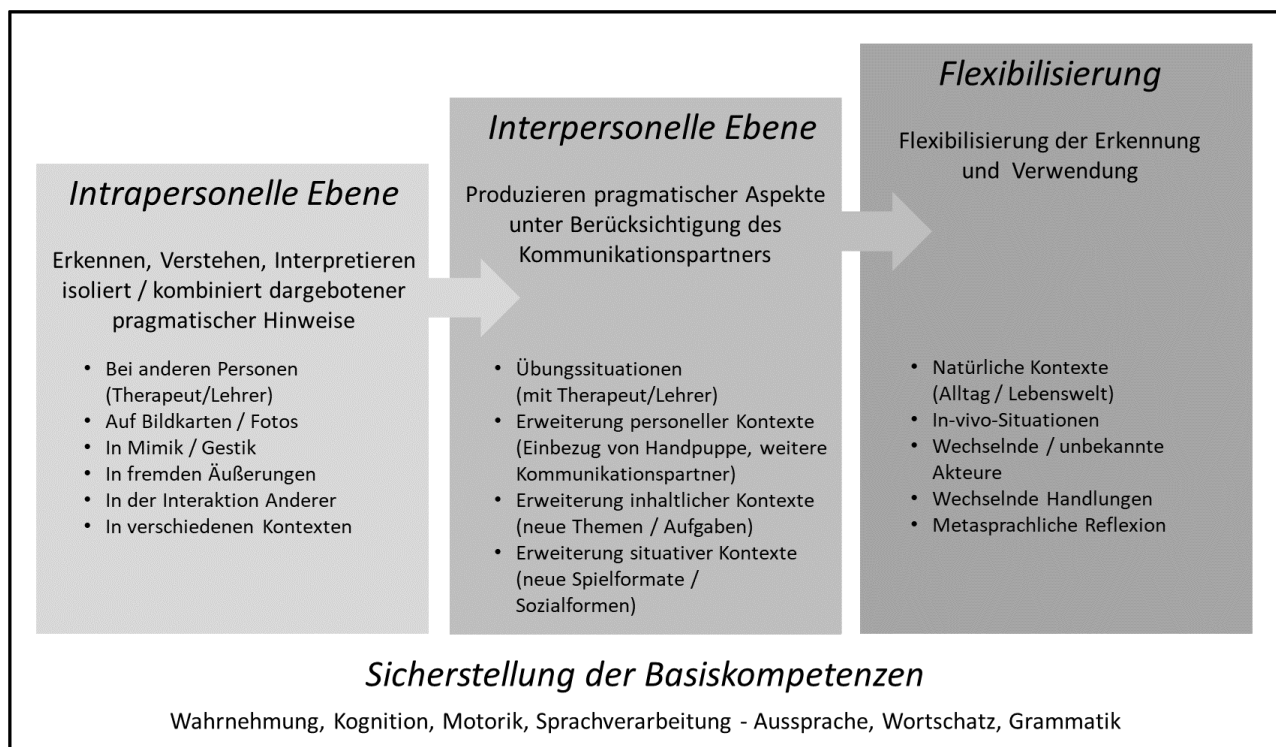 Intrapersonelle Ebene
Erkennen, Verstehen, Interpretieren
isoliert / kombiniert dargebotener
pragmatischer Hinweise
• Bei anderen Personen
(Therapeut/Lehrer)
• Auf Bildkarten / Fotos
• In Mimik / Gestik
• In fremden Äußerungen
• In der Interaktion Anderer
• In verschiedenen Kontexten
Interpersonelle Ebene
Produzieren pragmatischer Aspekte
unter Berücksichtigung des
Kommunikationspartners
• Übungssituationen
(mit Therapeut/Lehrer)
• Erweiterung personeller Kontexte
(Einbezug von Handpuppe, weitere
Kommunikationspartner)
• Erweiterung inhaltlicher Kontexte
(neue Themen / Aufgaben)
• Erweiterung situativer Kontexte
(neue Spielformate /
Sozialformen)
Flexibilisierung
Flexibilisierung der Erkennung
und Verwendung
• Natürliche Kontexte
(Alltag / Lebenswelt)
• In-vivo-Situationen
• Wechselnde / unbekannte
Akteure
• Wechselnde Handlungen
• Metasprachliche Reflexion
Sicherstellung der Basiskompetenzen
Wahrnehmung, Kognition, Motorik, Sprachverarbeitung - Aussprache, Wortschatz, Grammatik